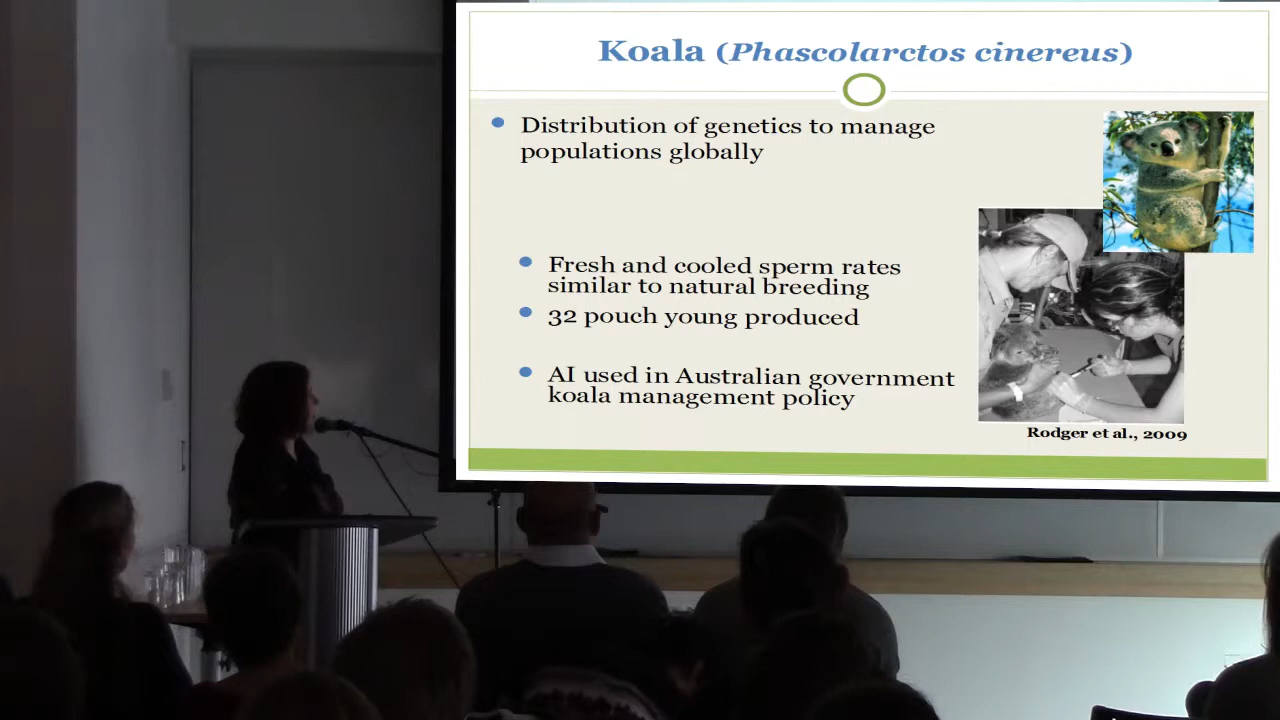 Koala (Phascolarctos cinereus)
Distribution of genetics to manage
populations globally
Fresh and cooled sperm rates
similar to natural breeding
32 pouch young produced
AI used in Australian government
koala management policy
Rodger et al., 2009